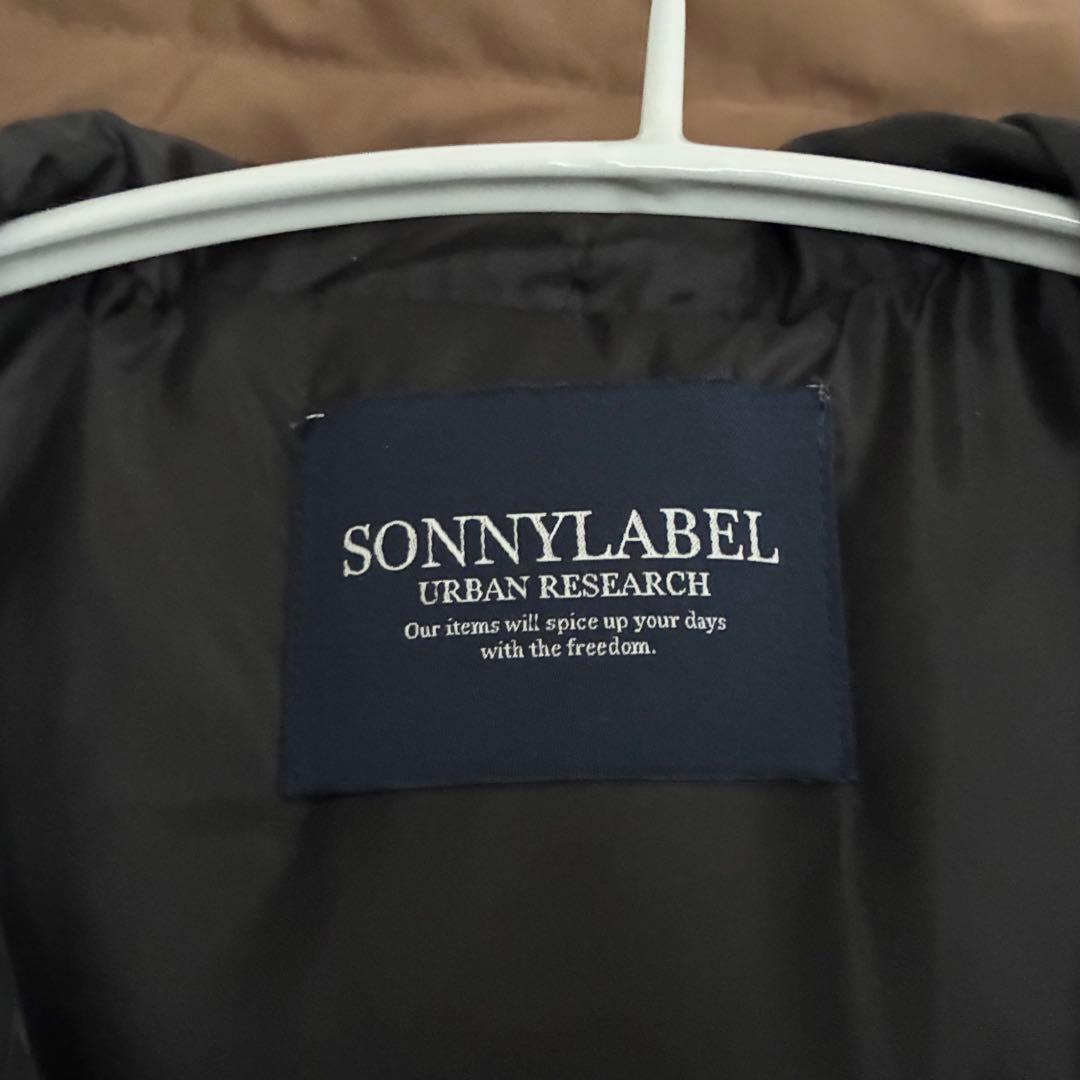 SONNYLABEL
URBAN RESEARCH
Our items will spice up your days
with the freedom.